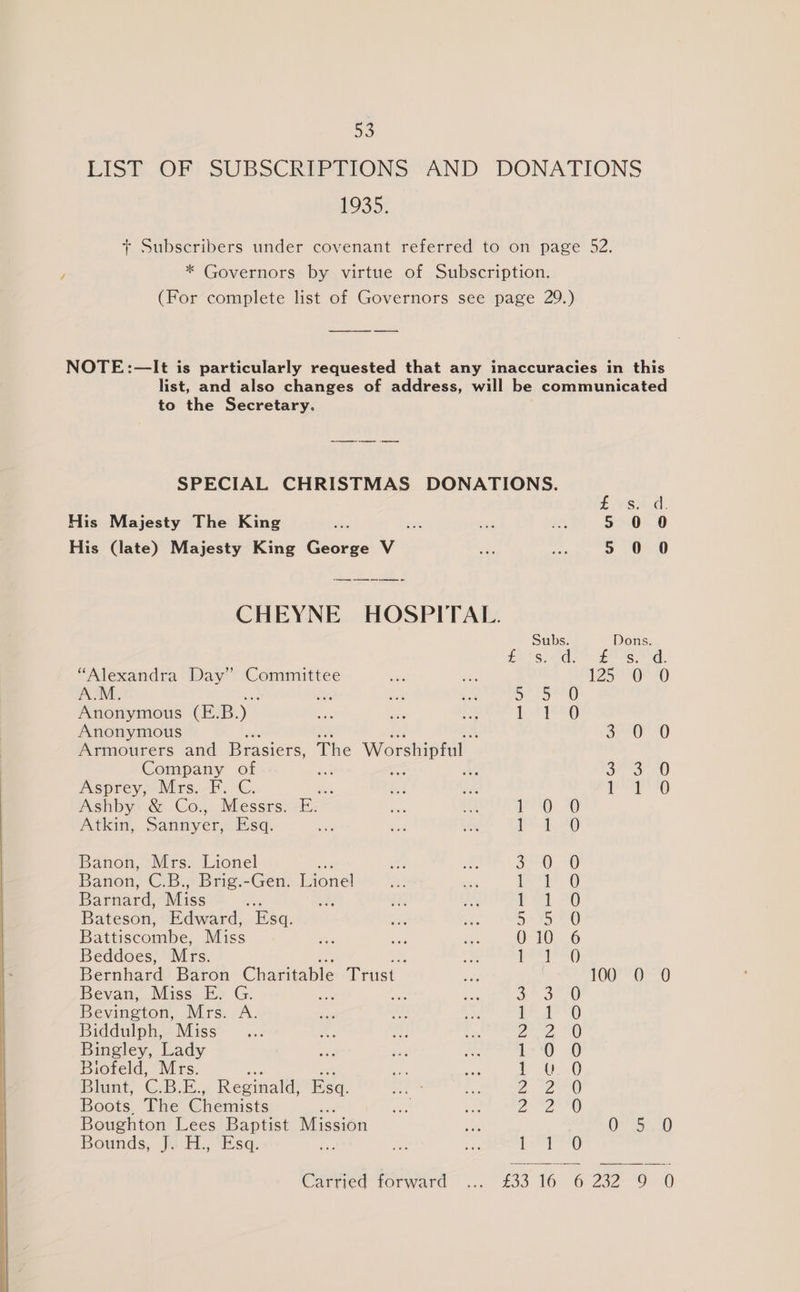 53
LIST OF SUBSCRIPTIONS AND DONATIONS
1935.
† Subscribers under covenant referred to on page 52.
* Governors by virtue of Subscription.
(For complete list of Governors see page 29.)
NOTE:—It is particularly requested that any inaccuracies in this
list, and also changes of address, will be communicated
to the Secretary.
SPECIAL CHRISTMAS DONATIONS.
£ s. d.
His Majesty The King ... ... ... ... 5 0 0
His (late) Majesty King George V ... ... 5 0 0
CHEYNE HOSPITAL.
Subs. Dons.
£ s. d. £ s. d.
“Alexandra Day” Committee ... ... 125 0 0
A.M. ... ... ... ... 5 5 0
Anonymous (E.B.) ... ... ... 1 1 0
Anonymous ... ... ... ... 3 0 0
Armourers and Brasiers, The Worshipful
Company of ... ... ... 3 3 0
Asprey, Mrs. F. C. ... ... ... 1 1 0
Ashby & Co., Messrs. E. ... ... 1 0 0
Atkin, Sannyer, Esq. ... ... ... 1 1 0
Banon, Mrs. Lionel ... ... ... 3 0 0
Banon, C.B., Brig.-Gen. Lionel ... ... 1 1 0
Barnard, Miss ... ... ... 1 1 0
Bateson, Edward, Esq. ... ... 5 5 0
Battiscombe, Miss ... ... ... 0 10 6
Beddoes, Mrs. ... ... ... 1 1 0
Bernhard Baron Charitable Trust ... 100 0 0
Bevan, Miss E. G. ... ... ... 3 3 0
Bevington, Mrs. A. ... ... ... 1 1 0
Biddulph, Miss ... ... ... ... 2 2 0
Bingley, Lady ... ... ... 1 0 0
Biofeld, Mrs. ... ... ... ... 1 0 0
Blunt, C.B.E., Reginald, Esq. ... ... 2 2 0
Boots, The Chemists ... ... ... 2 2 0
Boughton Lees Baptist Mission ... 0 5 0
Bounds, J. H., Esq. ... ... ... 1 1 0
Carried forward ... £33 16 6 232 9 0